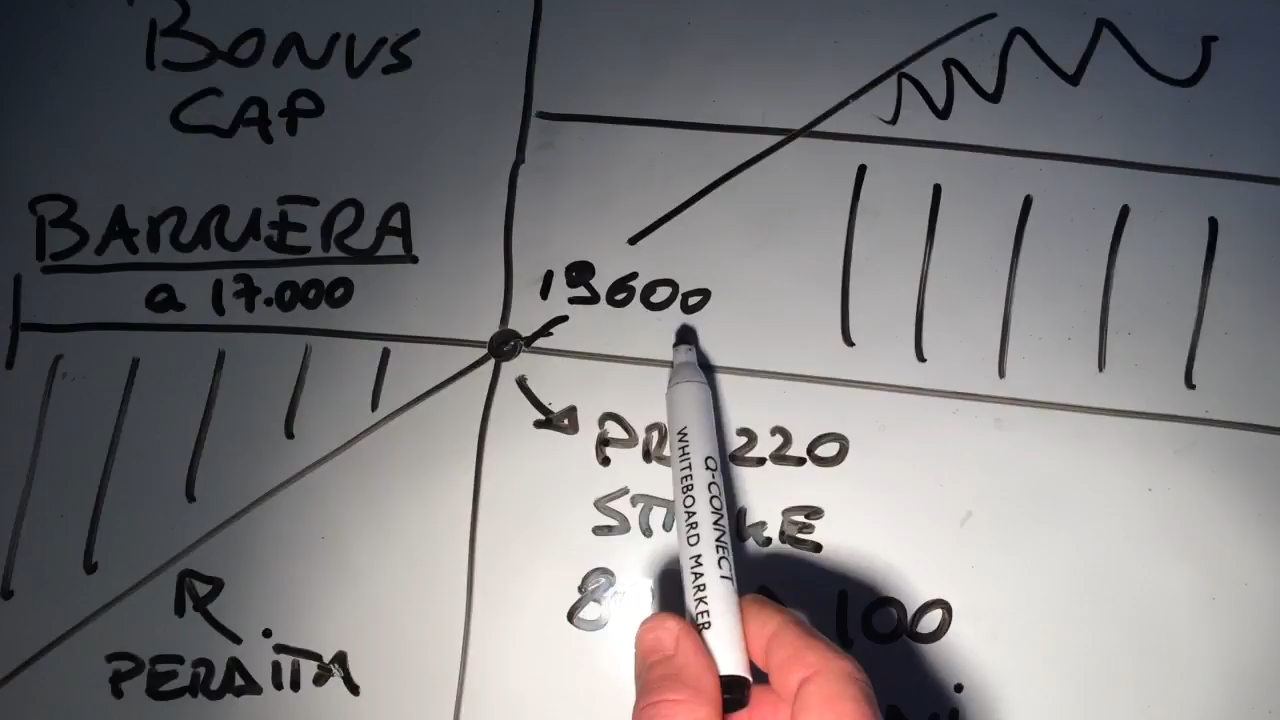 BONUS
CAP
BARRIERA
a 17.000
19600
220
100
PERDITA
Q-CONNECT
WHITEBOARD MARKER